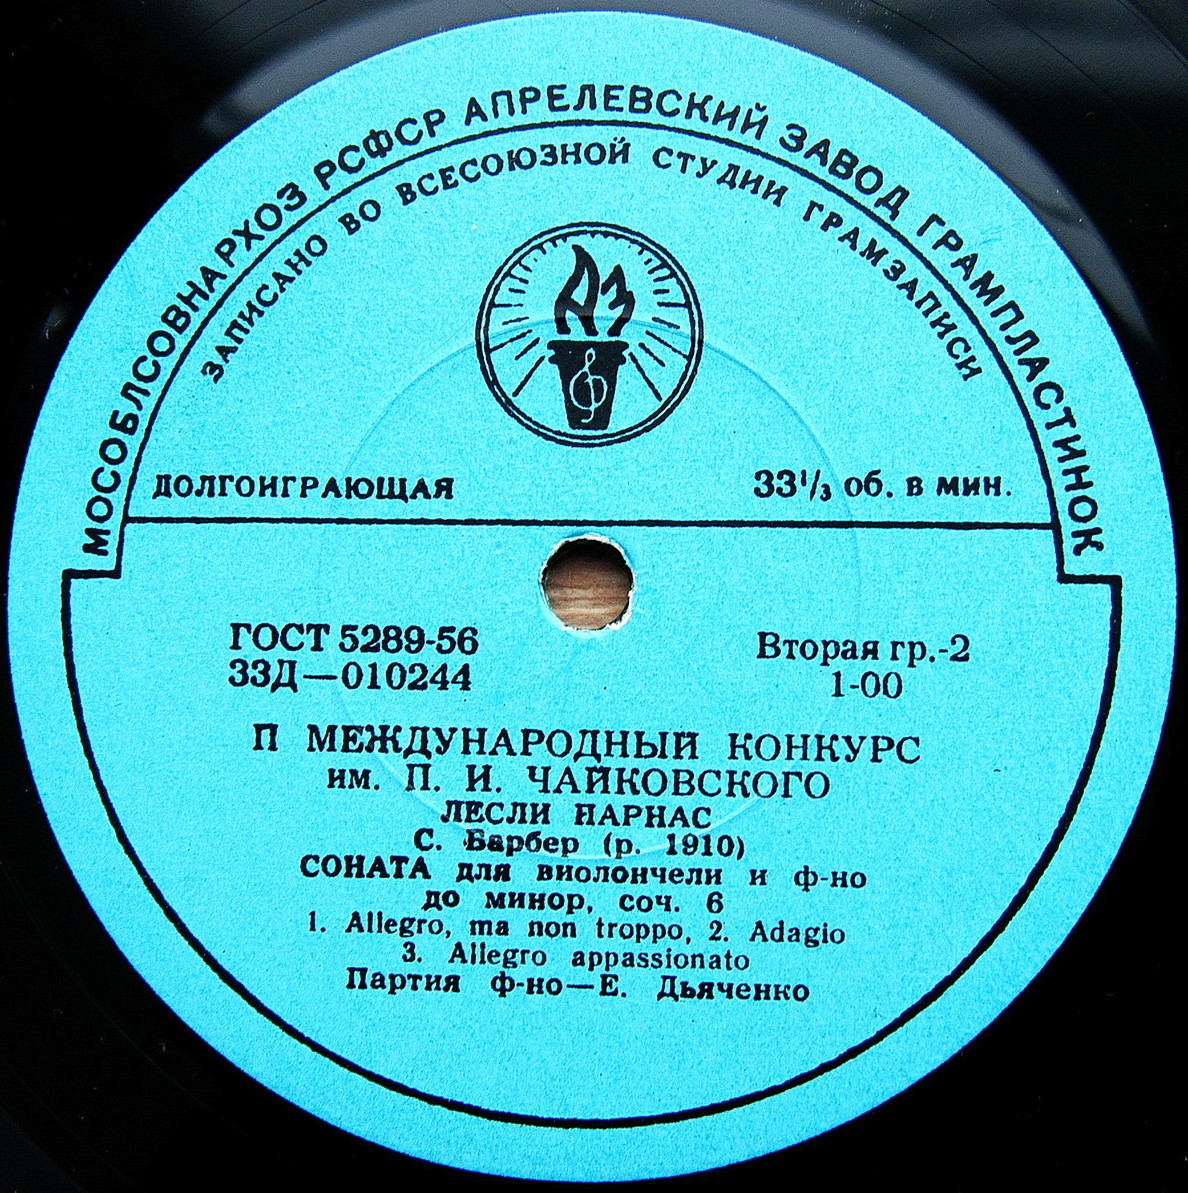 МОСОБЛСОВНАРХОЗ РСФСР АПРЕЛЕВСКИЙ ЗАВОД ГРАМПЛАСТИНОК
ЗАПИСАНО ВО ВСЕСОЮЗНОЙ СТУДИИ ГРАМЗАПИСИ
АЗ
ДОЛГОИГРАЮЩАЯ
33⅓ об. в мин.
ГОСТ 5289-56
33Д—010244
Вторая гр.-2
1-00
П МЕЖДУНАРОДНЫЙ КОНКУРС
им. П. И. ЧАЙКОВСКОГО
ЛЕСЛИ ПАРНАС
С. Барбер (р. 1910)
СОНАТА для виолончели и ф-но
до минор, соч. 6
1. Allegro, ma non troppo, 2. Adagio
3. Allegro appassionato
Партия ф-но—Е. Дьяченко